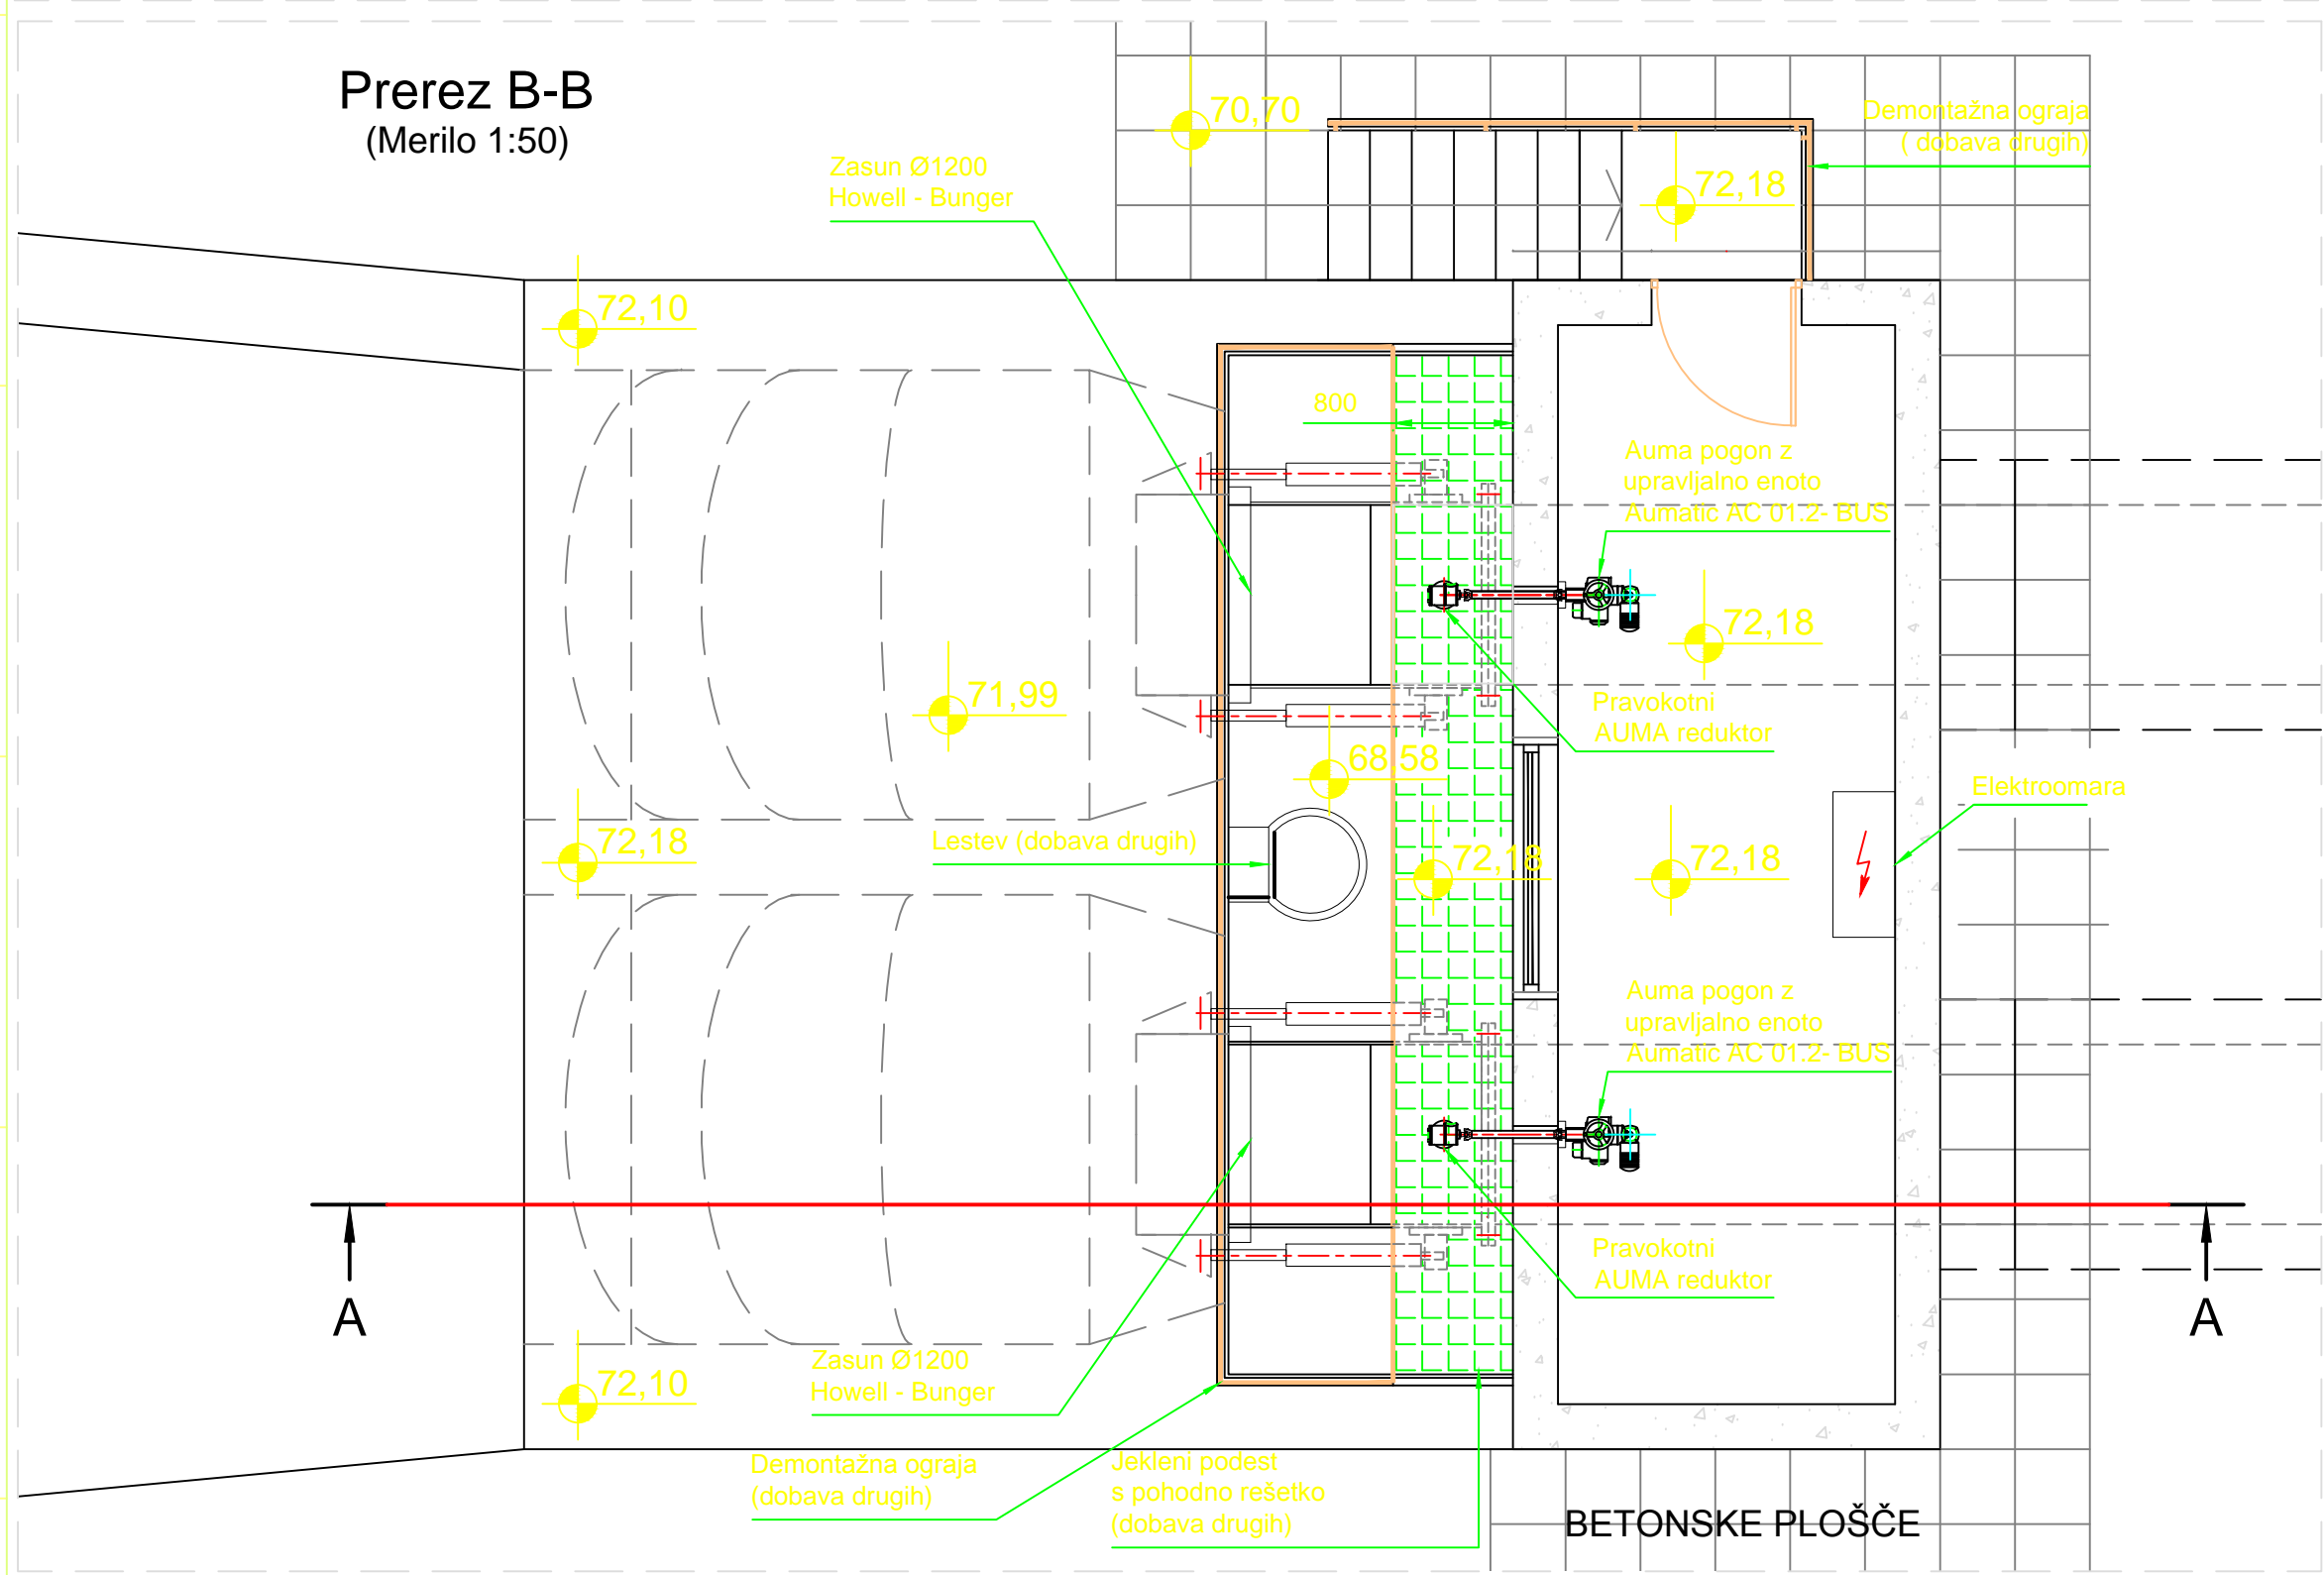 Prerez B-B
(Merilo 1:50)
70,70
Demontažna ograja
( dobava drugih)
Zasun Ø1200
Howell - Bunger
72,18
72,10
800
Auma pogon z
upravljalno enoto
Aumatic AC 01.2- BUS
72,18
71,99
Pravokotni
AUMA reduktor
68,58
Elektroomara
72,18
Lestev (dobava drugih)
72,18
72,18
Auma pogon z
upravljalno enoto
Aumatic AC 01.2- BUS
Pravokotni
AUMA reduktor
A
A
Zasun Ø1200
Howell - Bunger
72,10
Demontažna ograja
(dobava drugih)
Jekleni podest
s pohodno rešetko
(dobava drugih)
BETONSKE PLOŠČE